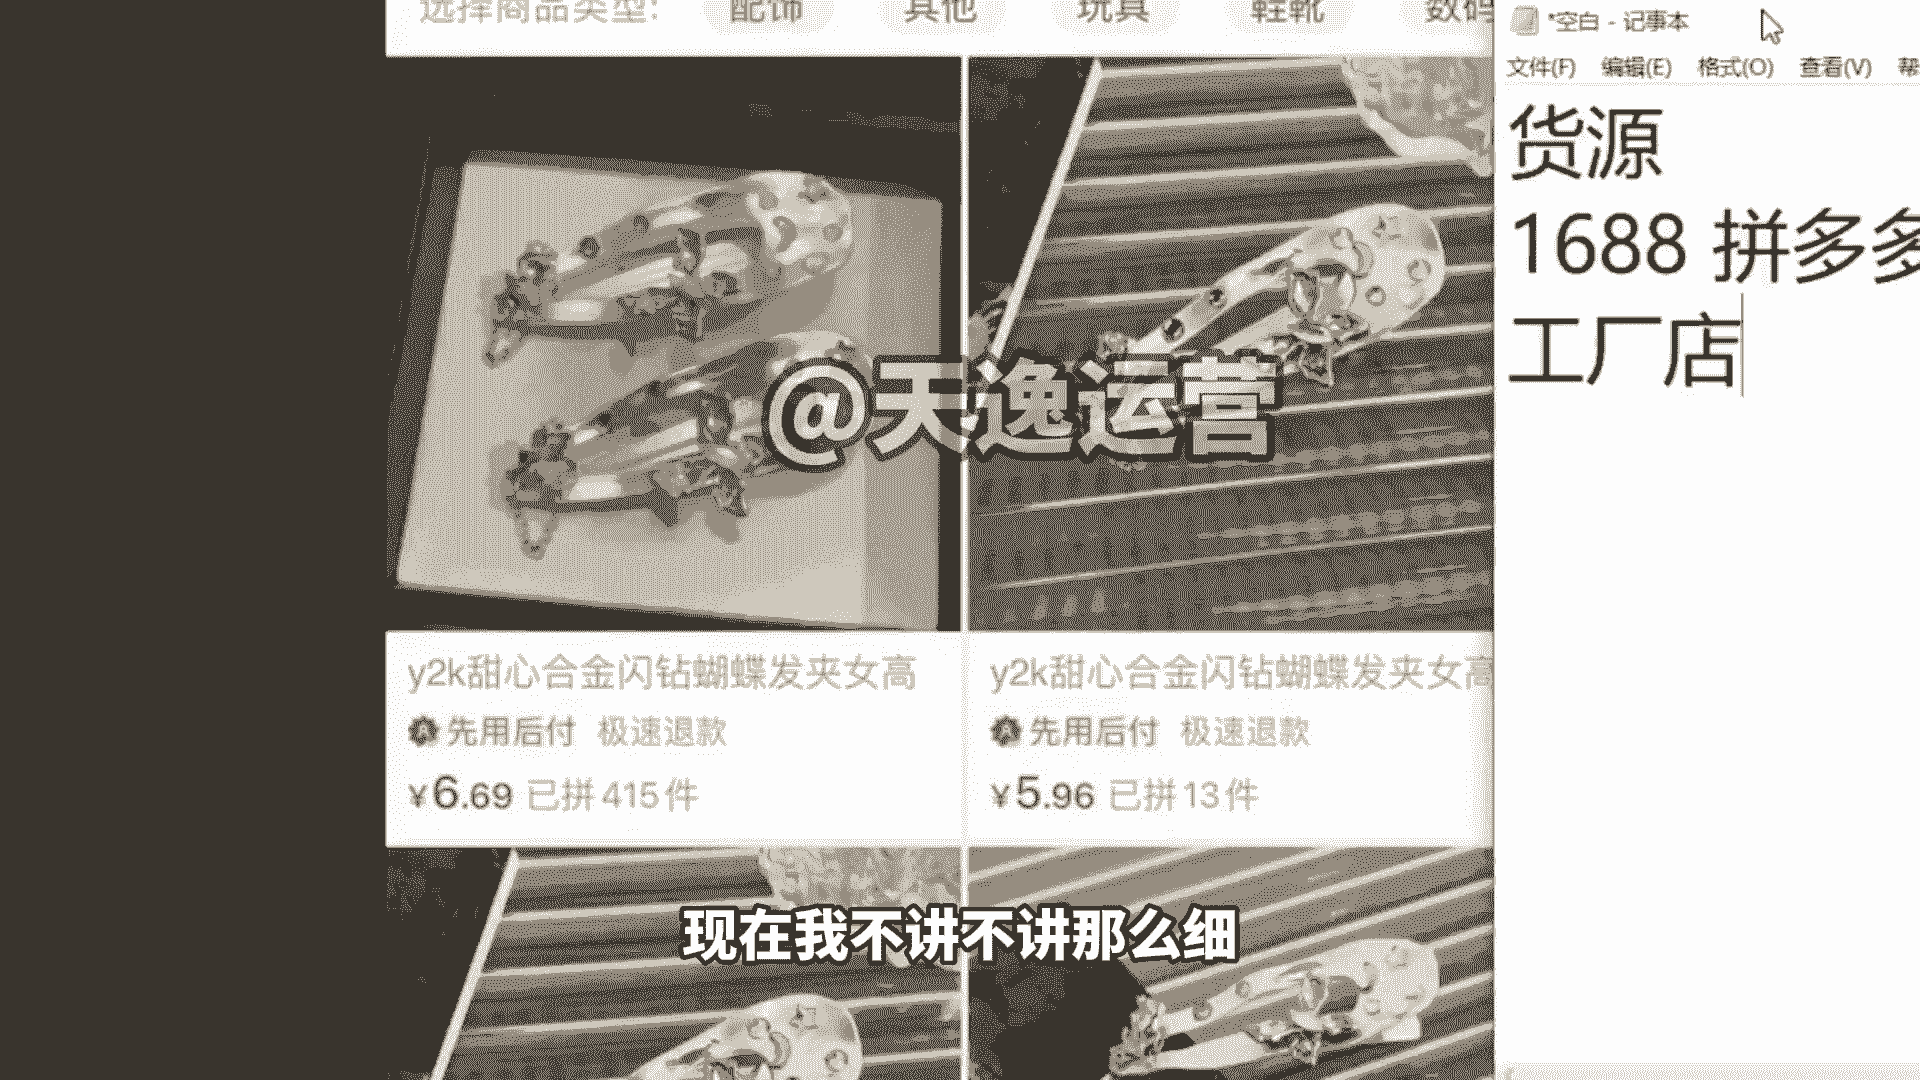 选择商品类型: 配饰 其他 玩具 鞋靴 数码
*空白 - 记事本
文件(F) 编辑(E) 格式(O) 查看(V) 帮
货源
1688 拼多多
工厂店
@天逸运营
y2k甜心合金闪钻蝴蝶发夹女高
先用后付 极速退款
¥6.69 已拼415件
y2k甜心合金闪钻蝴蝶发夹女高
先用后付 极速退款
¥5.96 已拼13件
现在我不讲不讲那么细